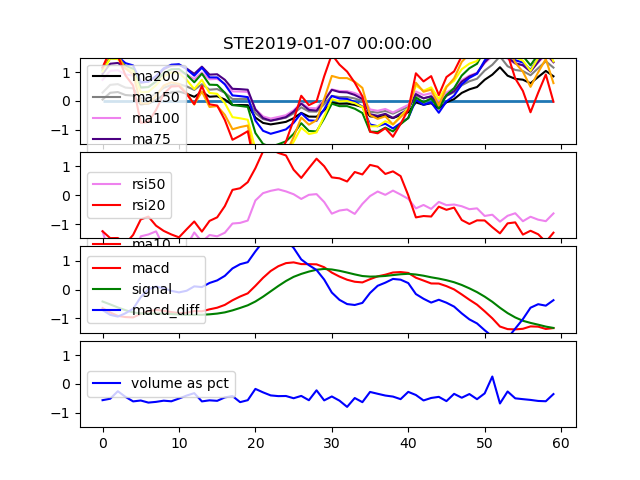 STE2019-01-07 00:00:00
1
0
−1
ma200
ma150
ma100
ma75
1
0
−1
rsi50
rsi20
ma10
1
0
−1
macd
signal
macd_diff
1
0
−1
volume as pct
0 10 20 30 40 50 60